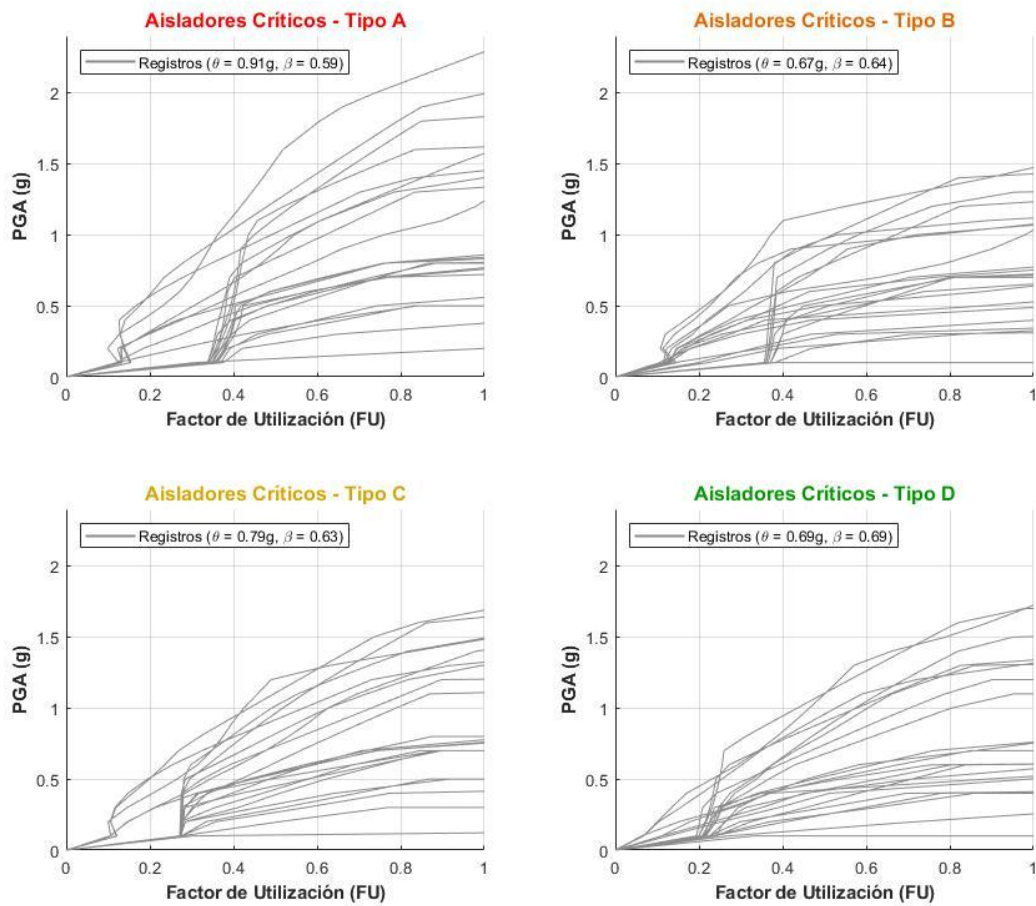 Aisladores Críticos - Tipo A
Registros (θ = 0.91g, β = 0.59)
PGA (g)
2
1.5
1
0.5
0
0 0.2 0.4 0.6 0.8 1
Factor de Utilización (FU)
Aisladores Críticos - Tipo B
Registros (θ = 0.67g, β = 0.64)
PGA (g)
2
1.5
1
0.5
0
0 0.2 0.4 0.6 0.8 1
Factor de Utilización (FU)
Aisladores Críticos - Tipo C
Registros (θ = 0.79g, β = 0.63)
PGA (g)
2
1.5
1
0.5
0
0 0.2 0.4 0.6 0.8 1
Factor de Utilización (FU)
Aisladores Críticos - Tipo D
Registros (θ = 0.69g, β = 0.69)
PGA (g)
2
1.5
1
0.5
0
0 0.2 0.4 0.6 0.8 1
Factor de Utilización (FU)